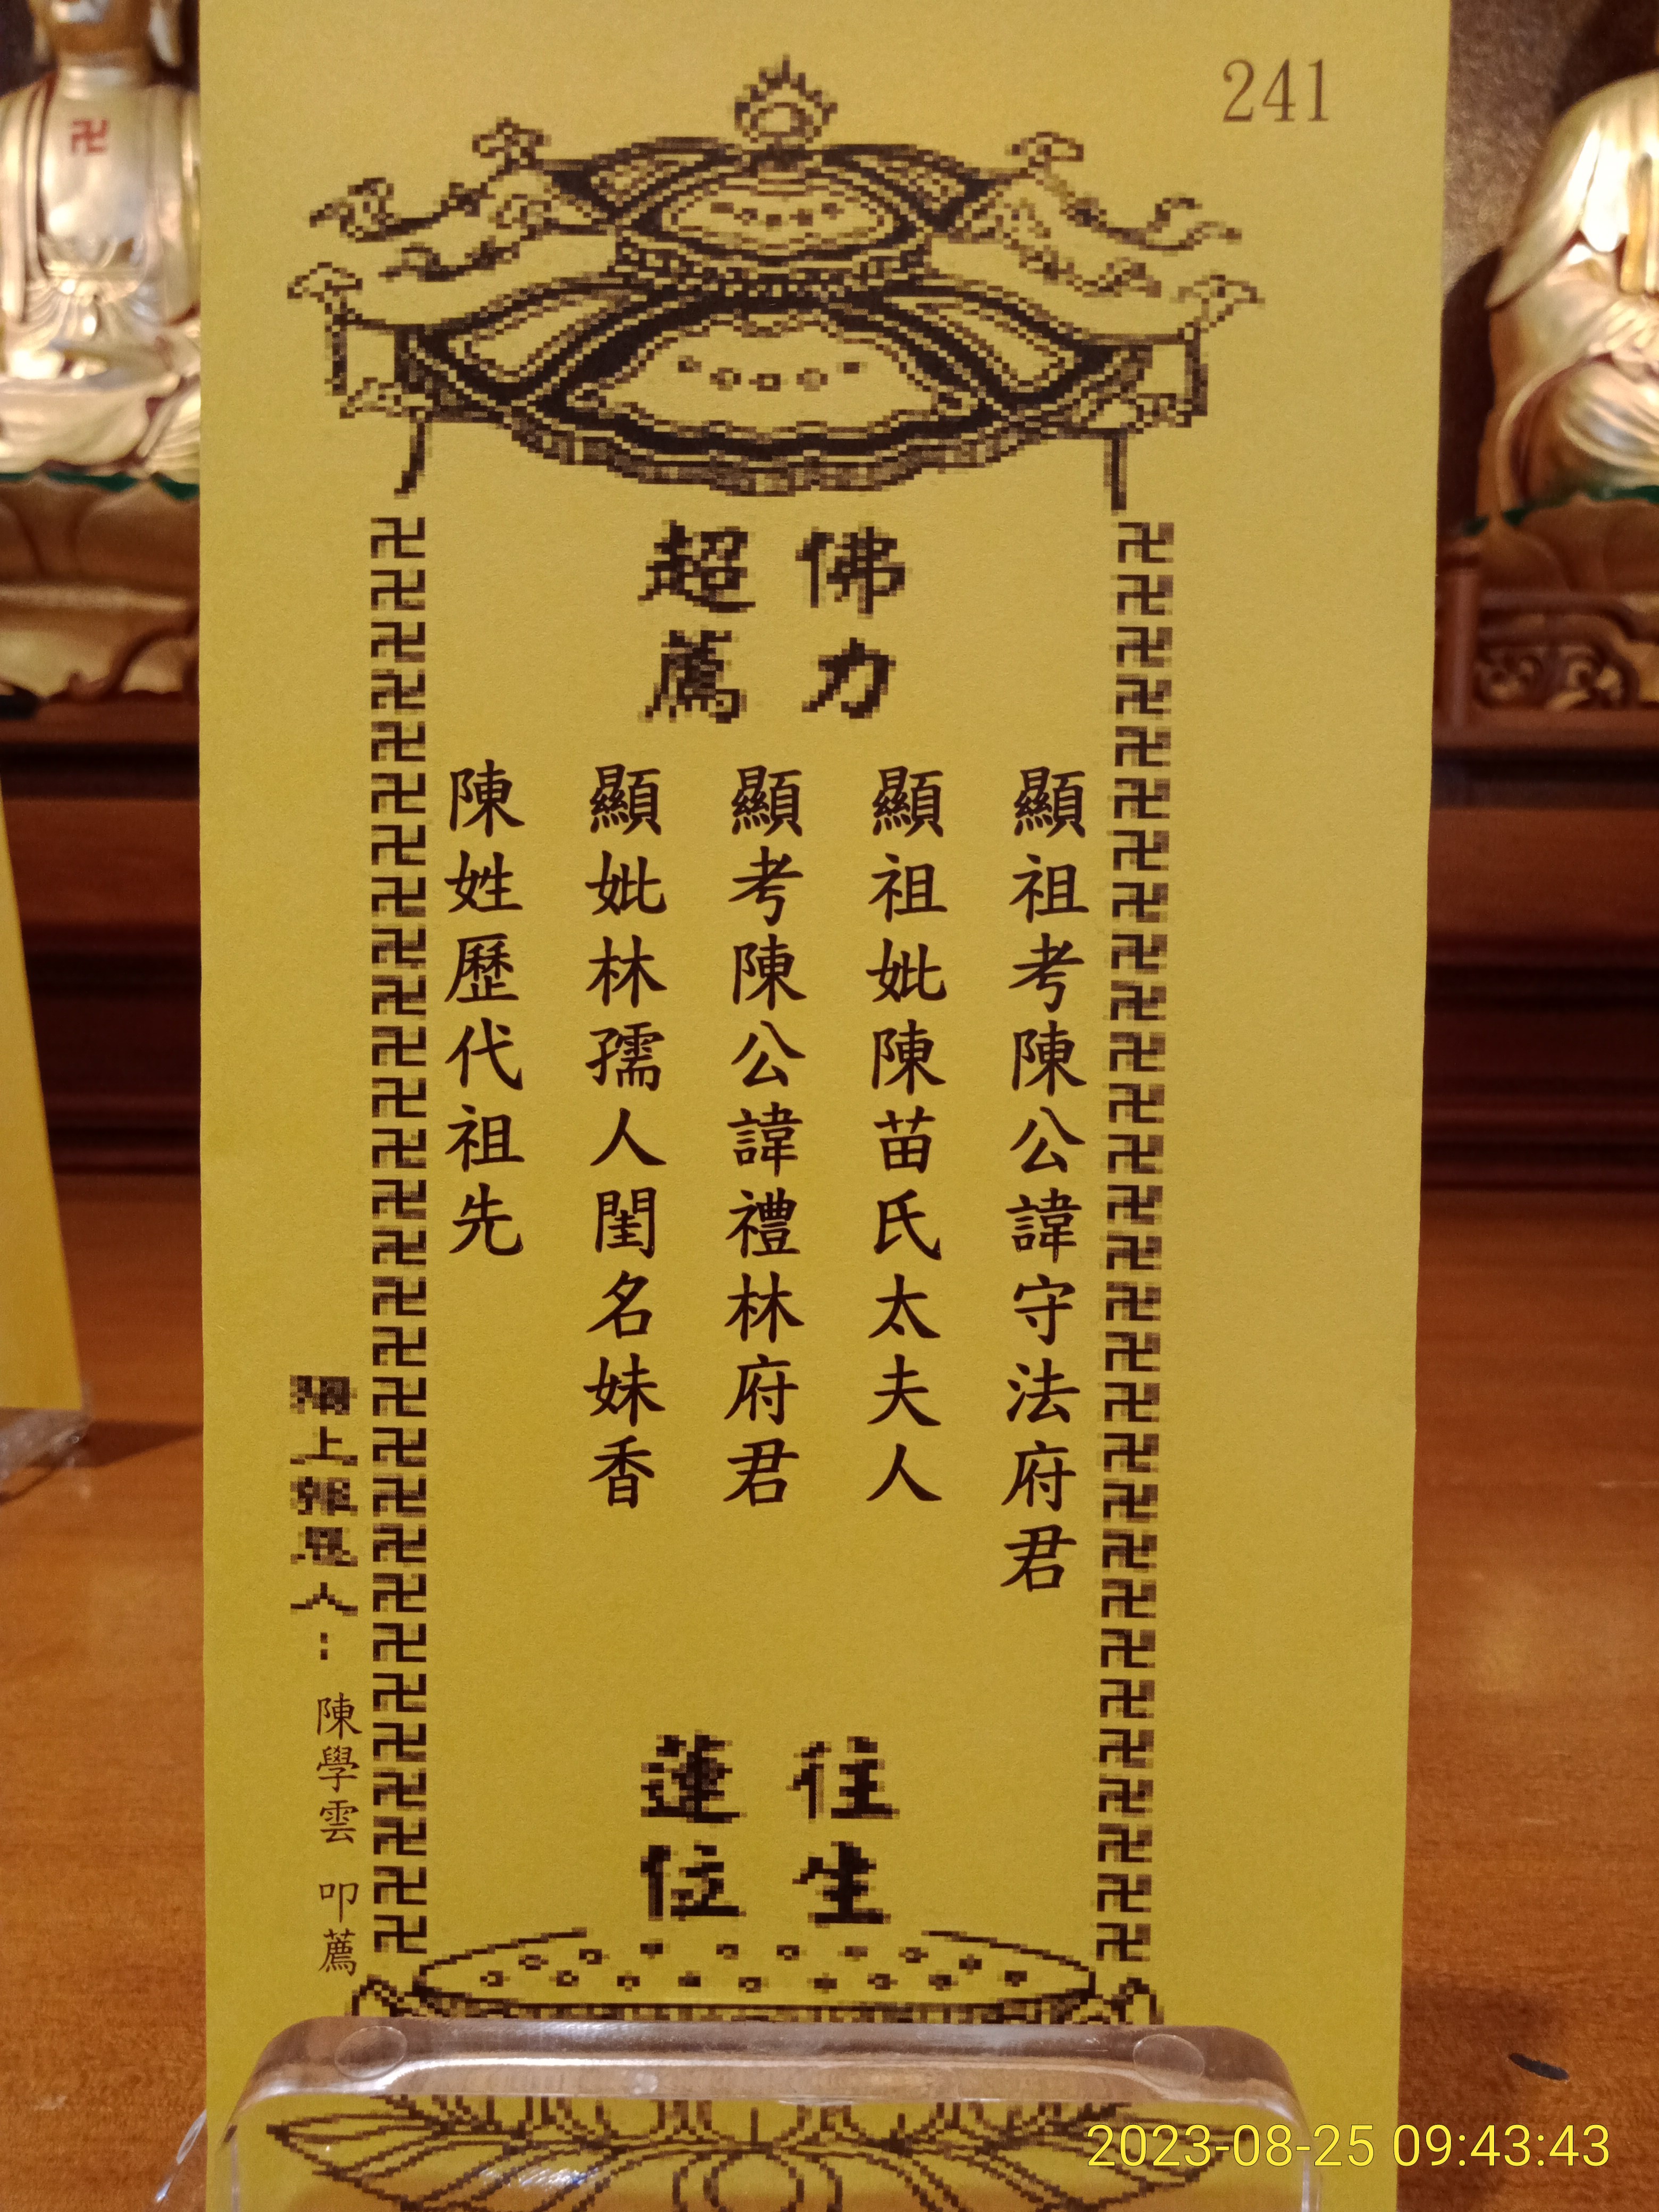 241
佛力
超薦
顯祖考陳公諱守法府君
顯祖妣陳苗氏太夫人
顯考陳公諱禮林府君
顯妣林孺人閨名妹香
陳姓歷代祖先
往生
蓮位
陽上報恩人：陳學雲 叩薦
2023-08-25 09:43:43